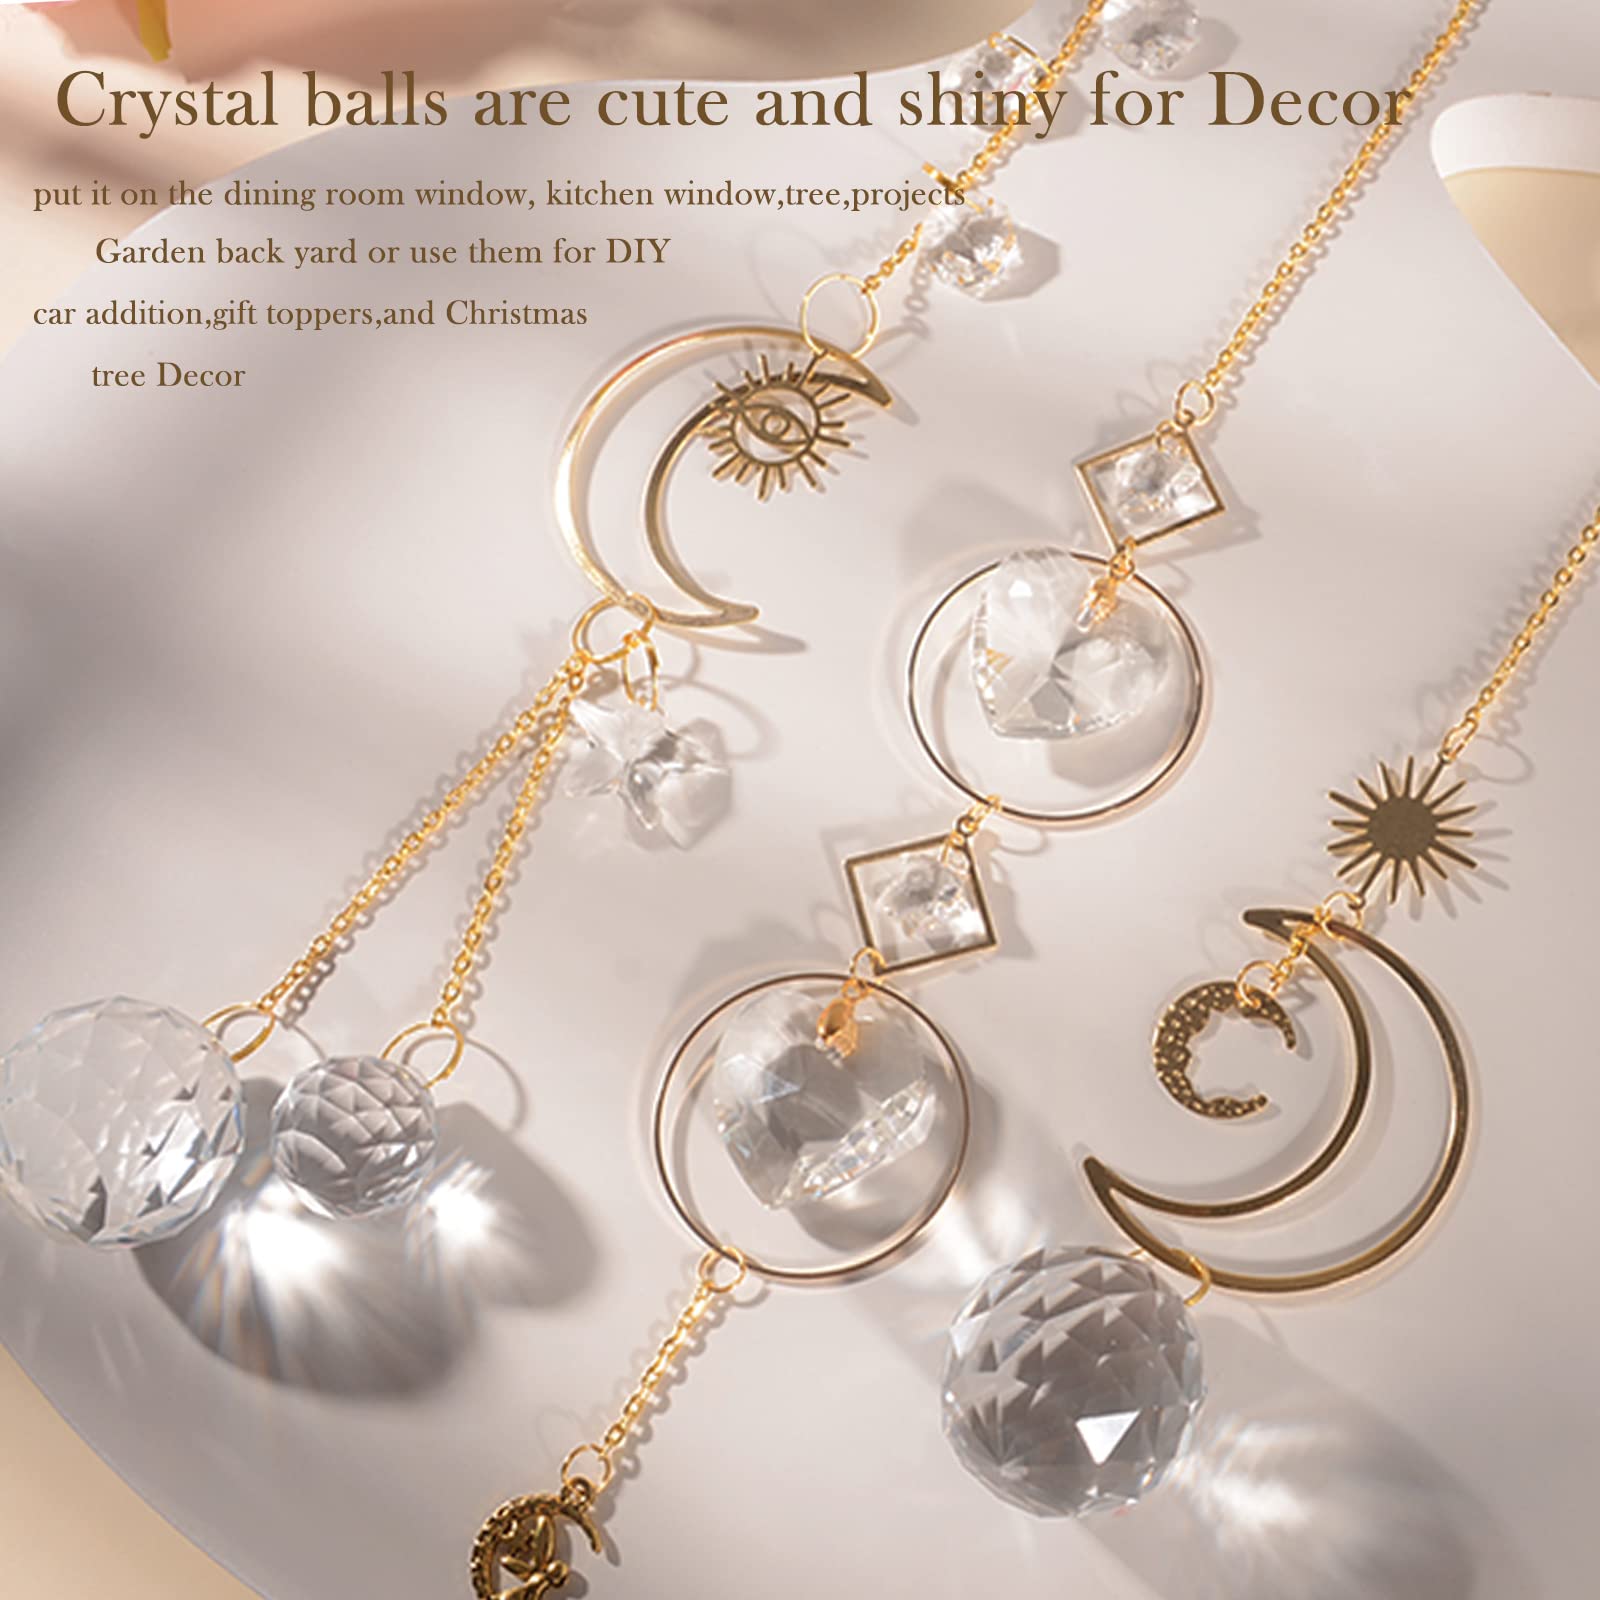 Crystal balls are cute and shiny for Decor
put it on the dining room window, kitchen window,tree,projects
Garden back yard or use them for DIY
car addition,gift toppers,and Christmas
tree Decor